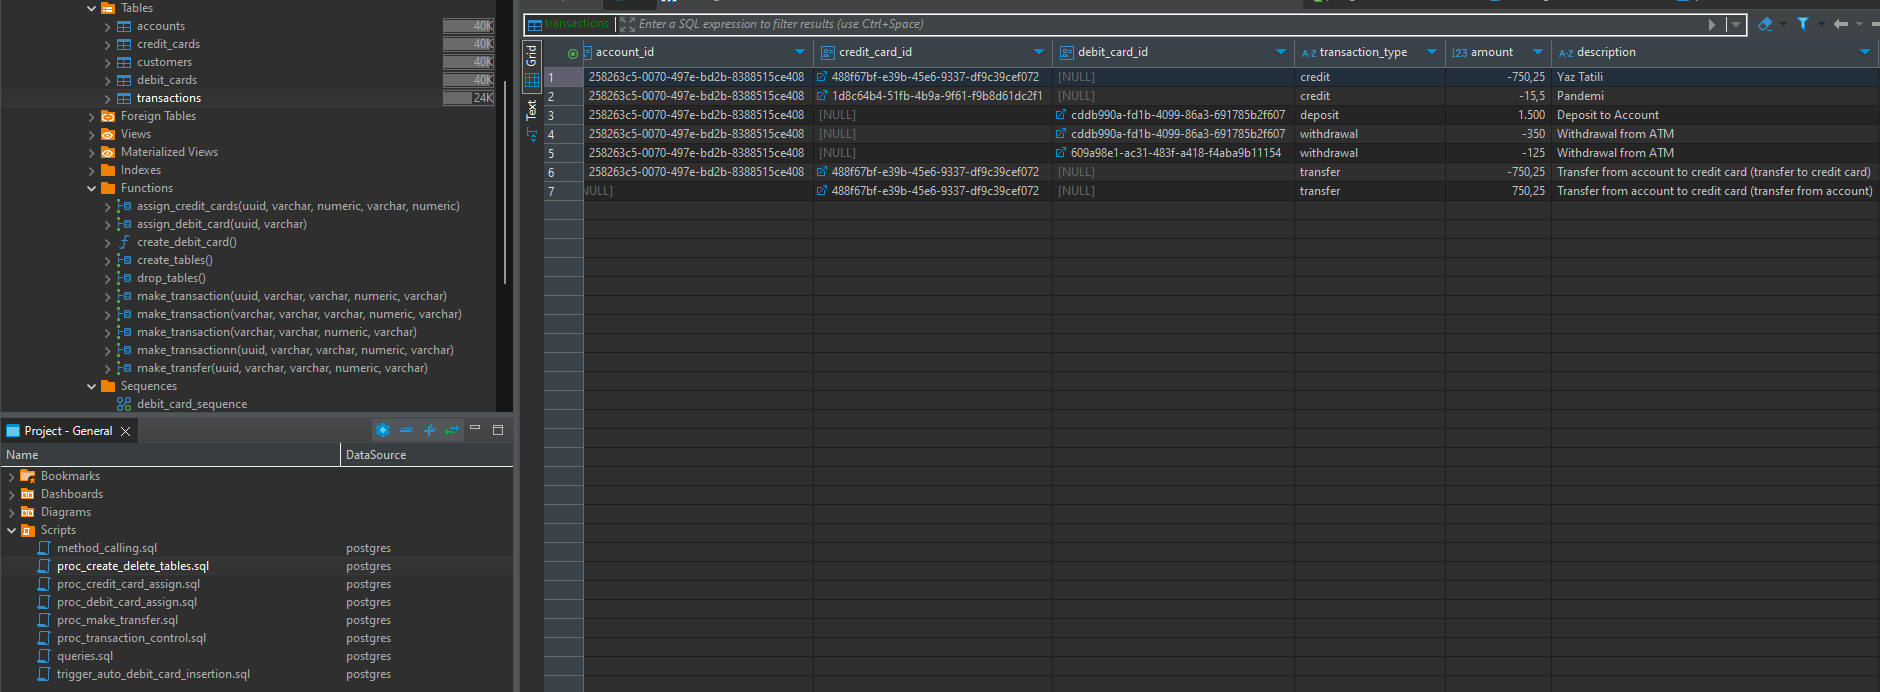 Tables
accounts 40K
credit_cards 40K
customers 40K
debit_cards 40K
transactions 24K
Foreign Tables
Views
Materialized Views
Indexes
Functions
assign_credit_cards(uuid, varchar, numeric, varchar, numeric)
assign_debit_card(uuid, varchar)
create_debit_card()
create_tables()
drop_tables()
make_transaction(uuid, varchar, varchar, numeric, varchar)
make_transaction(varchar, varchar, varchar, numeric, varchar)
make_transaction(varchar, varchar, numeric, varchar)
make_transactionn(uuid, varchar, varchar, numeric, varchar)
make_transfer(uuid, varchar, varchar, numeric, varchar)
Sequences
debit_card_sequence
Project - General
Name DataSource
Bookmarks
Dashboards
Diagrams
Scripts
method_calling.sql postgres
proc_create_delete_tables.sql postgres
proc_credit_card_assign.sql postgres
proc_debit_card_assign.sql postgres
proc_make_transfer.sql postgres
proc_transaction_control.sql postgres
queries.sql postgres
trigger_auto_debit_card_insertion.sql postgres
transactions Enter a SQL expression to filter results (use Ctrl+Space)
Grid
Text
account_id credit_card_id debit_card_id A-Z transaction_type 123 amount A-Z description
1 258263c5-0070-497e-bd2b-8388515ce408 488f67bf-e39b-45e6-9337-df9c39cef072 [NULL] credit -750,25 Yaz Tatili
2 258263c5-0070-497e-bd2b-8388515ce408 1d8c64b4-51fb-4b9a-9f61-f9b8d61dc2f1 [NULL] credit -15,5 Pandemi
3 258263c5-0070-497e-bd2b-8388515ce408 [NULL] cddb990a-fd1b-4099-86a3-691785b2f607 deposit 1.500 Deposit to Account
4 258263c5-0070-497e-bd2b-8388515ce408 [NULL] cddb990a-fd1b-4099-86a3-691785b2f607 withdrawal -350 Withdrawal from ATM
5 258263c5-0070-497e-bd2b-8388515ce408 [NULL] 609a98e1-ac31-483f-a418-f4aba9b11154 withdrawal -125 Withdrawal from ATM
6 258263c5-0070-497e-bd2b-8388515ce408 488f67bf-e39b-45e6-9337-df9c39cef072 [NULL] transfer -750,25 Transfer from account to credit card (transfer to credit card)
7 NULL] 488f67bf-e39b-45e6-9337-df9c39cef072 [NULL] transfer 750,25 Transfer from account to credit card (transfer from account)